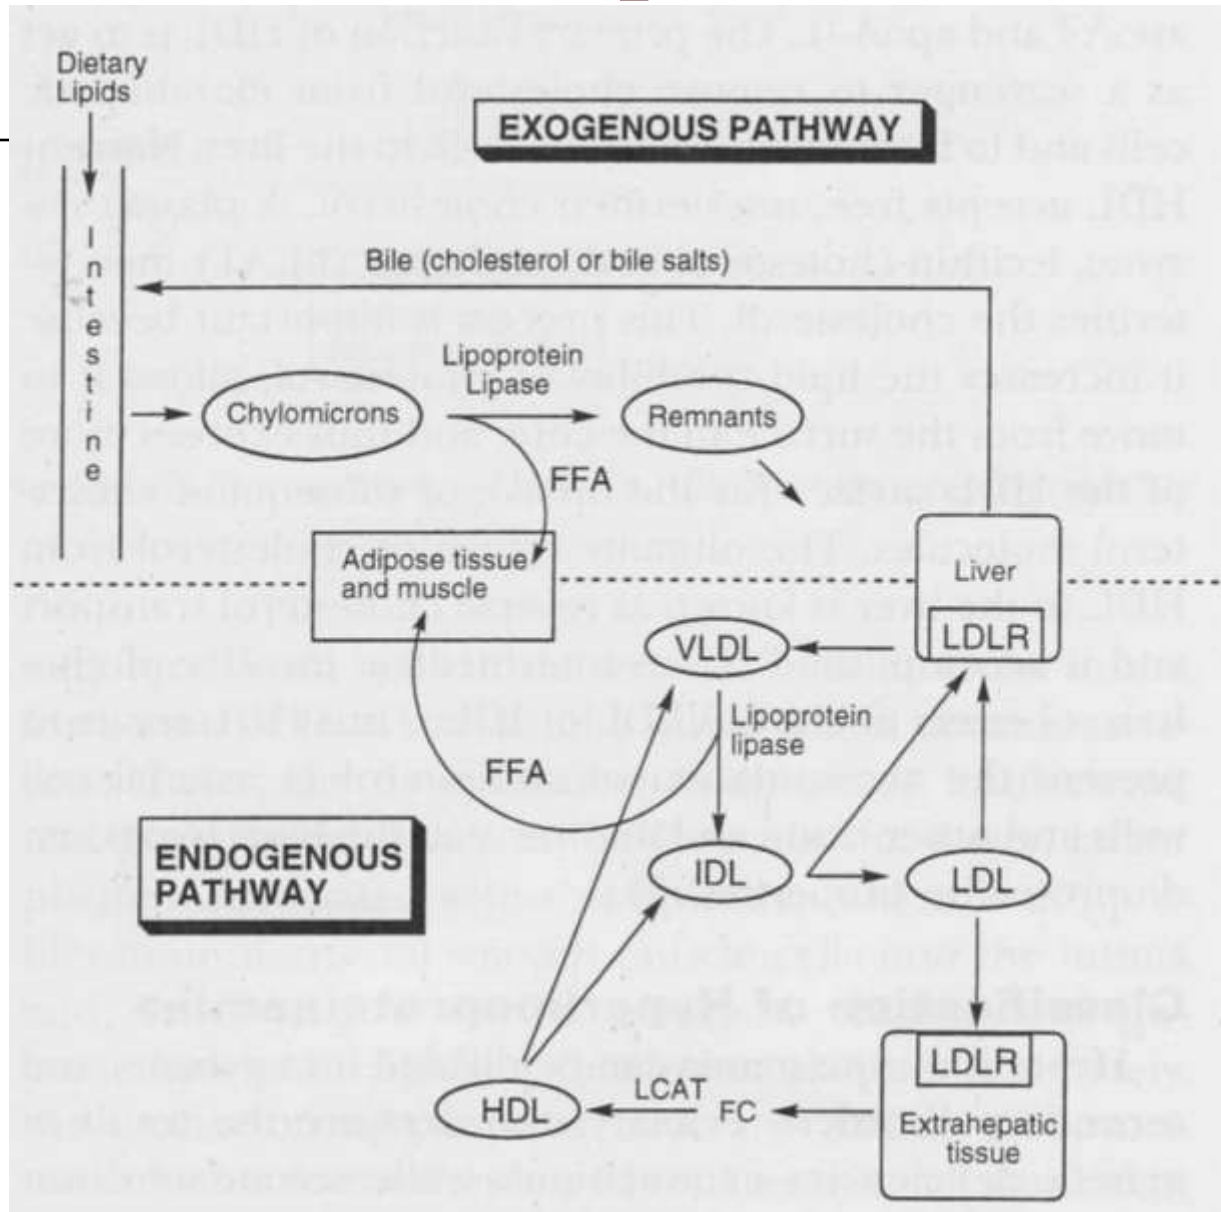 Dietary
Lipids
EXOGENOUS PATHWAY
Intestine
Bile (cholesterol or bile salts)
Lipoprotein
Lipase
Chylomicrons
Remnants
FFA
Adipose tissue
and muscle
Liver
LDLR
VLDL
Lipoprotein
lipase
FFA
ENDOGENOUS
PATHWAY
IDL
LDL
LDLR
HDL
LCAT
FC
Extrahepatic
tissue